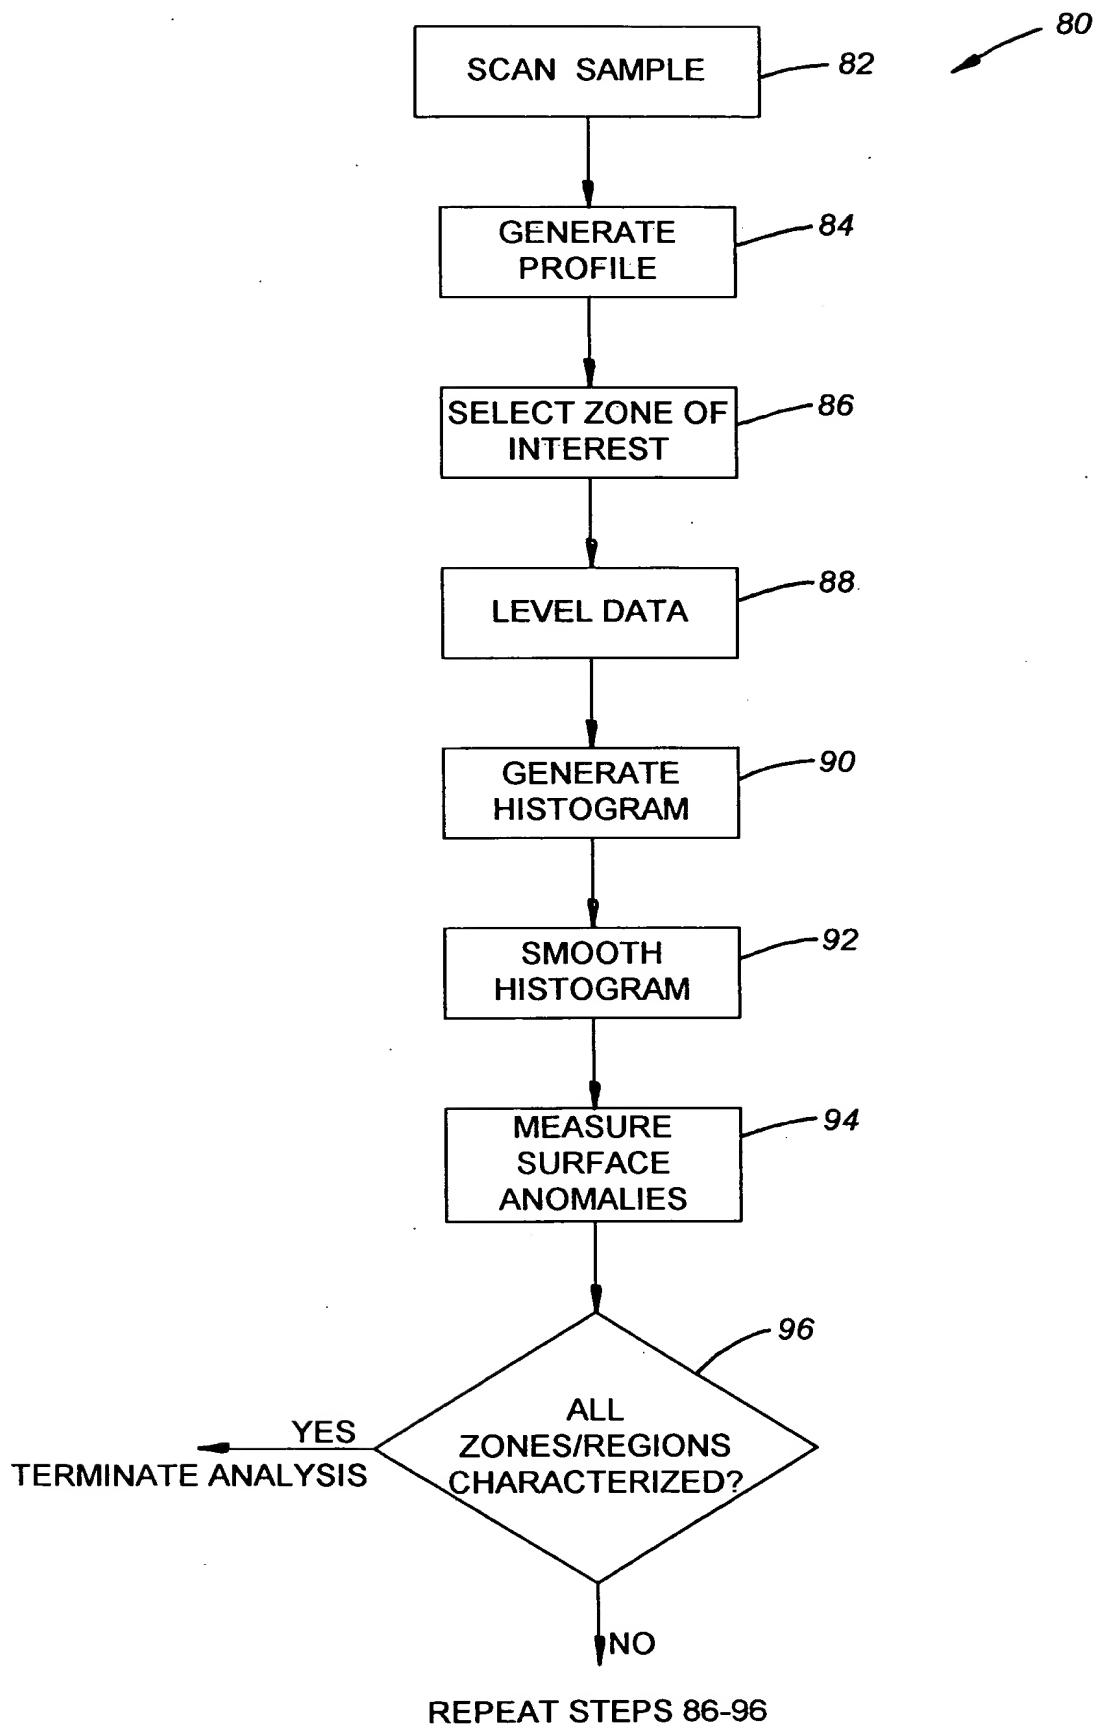 80
SCAN SAMPLE
82
GENERATE
PROFILE
84
SELECT ZONE OF
INTEREST
86
LEVEL DATA
88
GENERATE
HISTOGRAM
90
SMOOTH
HISTOGRAM
92
MEASURE
SURFACE
ANOMALIES
94
96
ALL
ZONES/REGIONS
CHARACTERIZED?
YES
TERMINATE ANALYSIS
NO
REPEAT STEPS 86-96